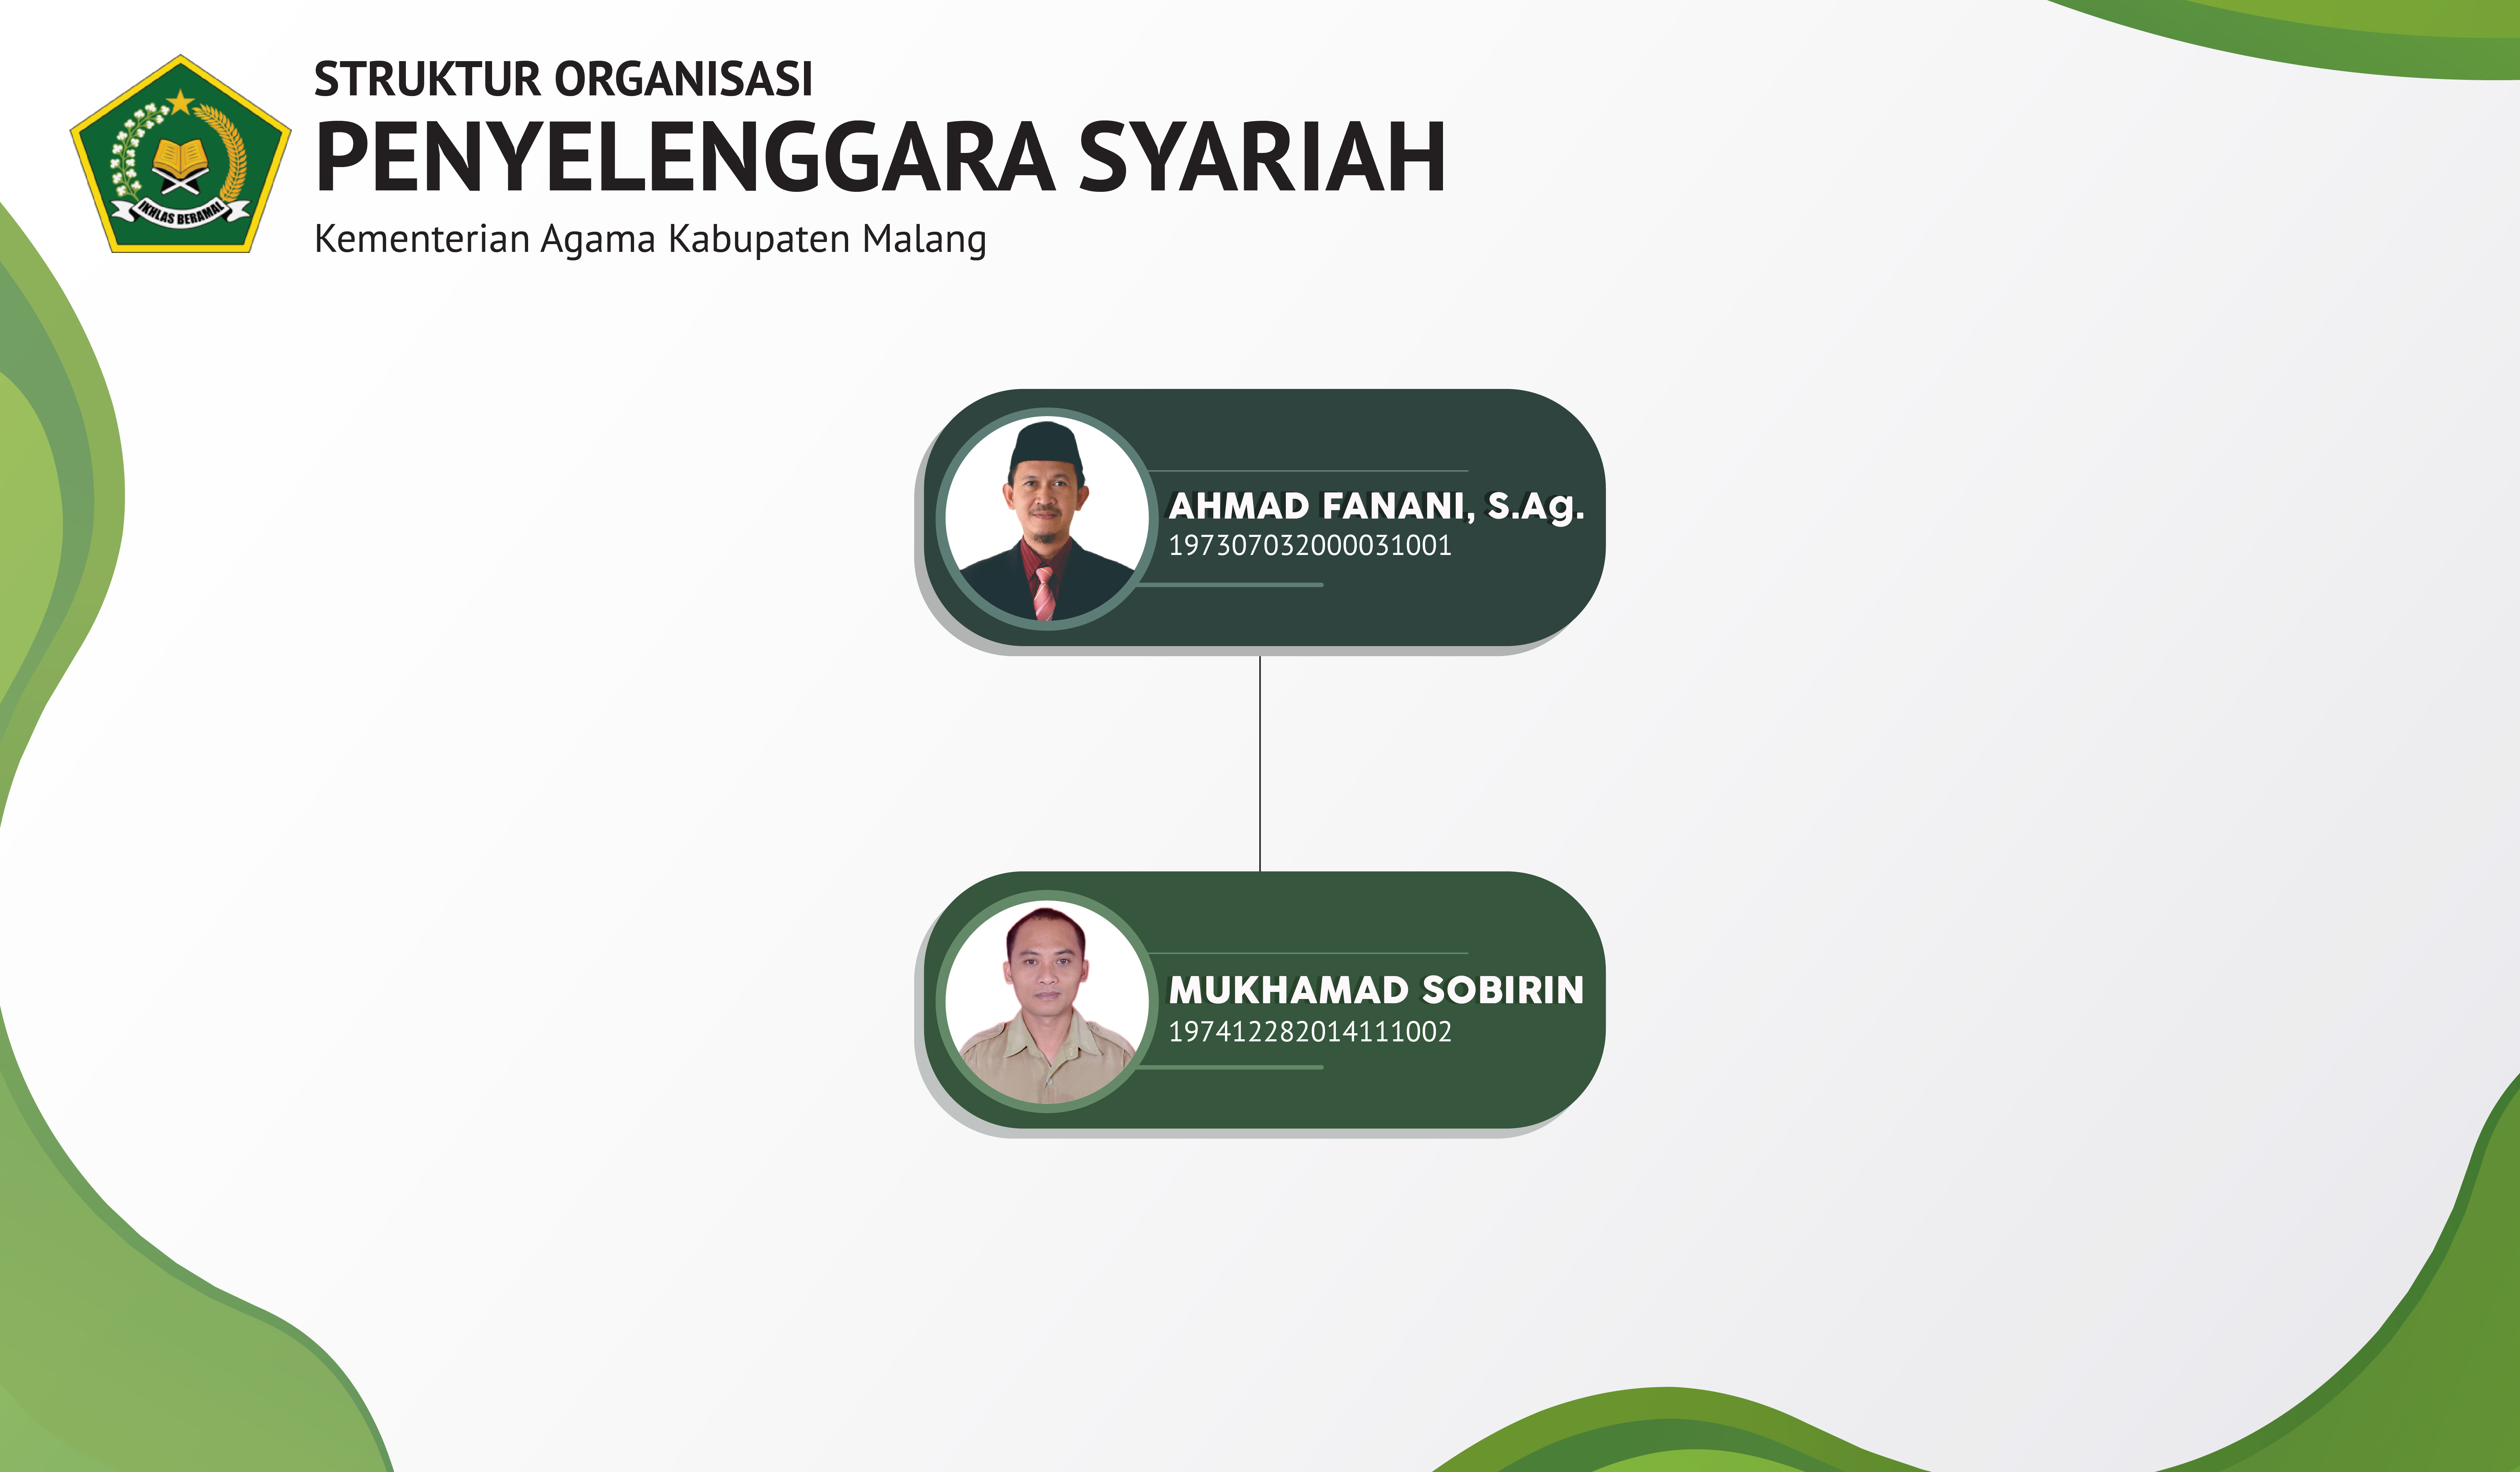 STRUKTUR ORGANISASI
PENYELENGGARA SYARIAH
Kementerian Agama Kabupaten Malang
IKHLAS BERAMAL
AHMAD FANANI, S.Ag.
197307032000031001
MUKHAMAD SOBIRIN
197412282014111002